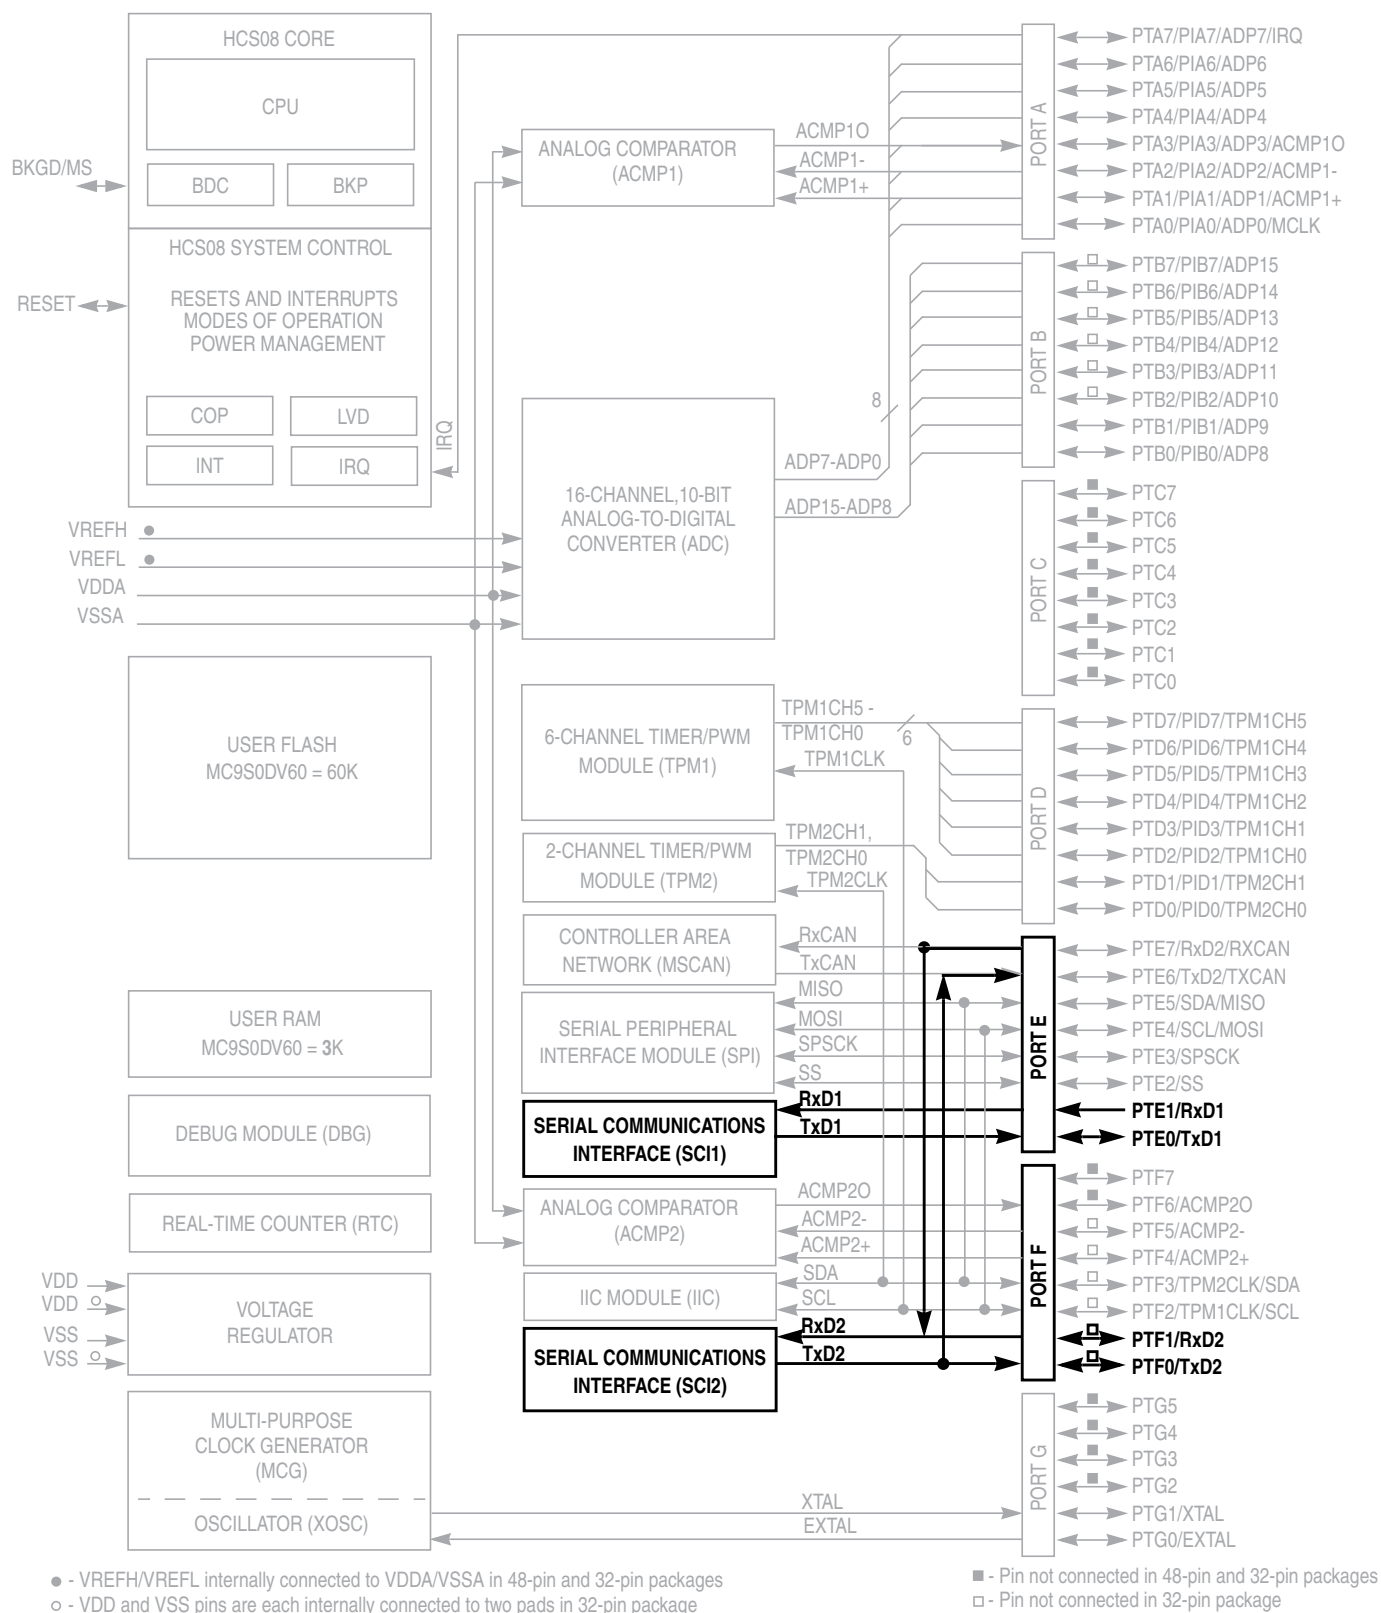 HCS08 CORE
CPU
BKGD/MS
BDC
BKP
HCS08 SYSTEM CONTROL
RESET
RESETS AND INTERRUPTS
MODES OF OPERATION
POWER MANAGEMENT
COP
LVD
INT
IRQ
IRQ
VREFH
VREFL
VDDA
VSSA
USER FLASH
MC9S0DV60 = 60K
USER RAM
MC9S0DV60 = 3K
DEBUG MODULE (DBG)
REAL-TIME COUNTER (RTC)
VDD
VDD
VSS
VSS
VOLTAGE
REGULATOR
MULTI-PURPOSE
CLOCK GENERATOR
(MCG)
OSCILLATOR (XOSC)
ANALOG COMPARATOR
(ACMP1)
ACMP1O
ACMP1-
ACMP1+
16-CHANNEL,10-BIT
ANALOG-TO-DIGITAL
CONVERTER (ADC)
8
ADP7-ADP0
ADP15-ADP8
6-CHANNEL TIMER/PWM
MODULE (TPM1)
TPM1CH5 -
TPM1CH0
6
TPM1CLK
2-CHANNEL TIMER/PWM
MODULE (TPM2)
TPM2CH1,
TPM2CH0
TPM2CLK
CONTROLLER AREA
NETWORK (MSCAN)
RxCAN
TxCAN
SERIAL PERIPHERAL
INTERFACE MODULE (SPI)
MISO
MOSI
SPSCK
SS
SERIAL COMMUNICATIONS
INTERFACE (SCI1)
RxD1
TxD1
ANALOG COMPARATOR
(ACMP2)
ACMP2O
ACMP2-
ACMP2+
IIC MODULE (IIC)
SDA
SCL
SERIAL COMMUNICATIONS
INTERFACE (SCI2)
RxD2
TxD2
XTAL
EXTAL
PORT A
PTA7/PIA7/ADP7/IRQ
PTA6/PIA6/ADP6
PTA5/PIA5/ADP5
PTA4/PIA4/ADP4
PTA3/PIA3/ADP3/ACMP1O
PTA2/PIA2/ADP2/ACMP1-
PTA1/PIA1/ADP1/ACMP1+
PTA0/PIA0/ADP0/MCLK
PORT B
PTB7/PIB7/ADP15
PTB6/PIB6/ADP14
PTB5/PIB5/ADP13
PTB4/PIB4/ADP12
PTB3/PIB3/ADP11
PTB2/PIB2/ADP10
PTB1/PIB1/ADP9
PTB0/PIB0/ADP8
PORT C
PTC7
PTC6
PTC5
PTC4
PTC3
PTC2
PTC1
PTC0
PORT D
PTD7/PID7/TPM1CH5
PTD6/PID6/TPM1CH4
PTD5/PID5/TPM1CH3
PTD4/PID4/TPM1CH2
PTD3/PID3/TPM1CH1
PTD2/PID2/TPM1CH0
PTD1/PID1/TPM2CH1
PTD0/PID0/TPM2CH0
PORT E
PTE7/RxD2/RXCAN
PTE6/TxD2/TXCAN
PTE5/SDA/MISO
PTE4/SCL/MOSI
PTE3/SPSCK
PTE2/SS
PTE1/RxD1
PTE0/TxD1
PORT F
PTF7
PTF6/ACMP2O
PTF5/ACMP2-
PTF4/ACMP2+
PTF3/TPM2CLK/SDA
PTF2/TPM1CLK/SCL
PTF1/RxD2
PTF0/TxD2
PORT G
PTG5
PTG4
PTG3
PTG2
PTG1/XTAL
PTG0/EXTAL
● - VREFH/VREFL internally connected to VDDA/VSSA in 48-pin and 32-pin packages
○ - VDD and VSS pins are each internally connected to two pads in 32-pin package
■ - Pin not connected in 48-pin and 32-pin packages
□ - Pin not connected in 32-pin package